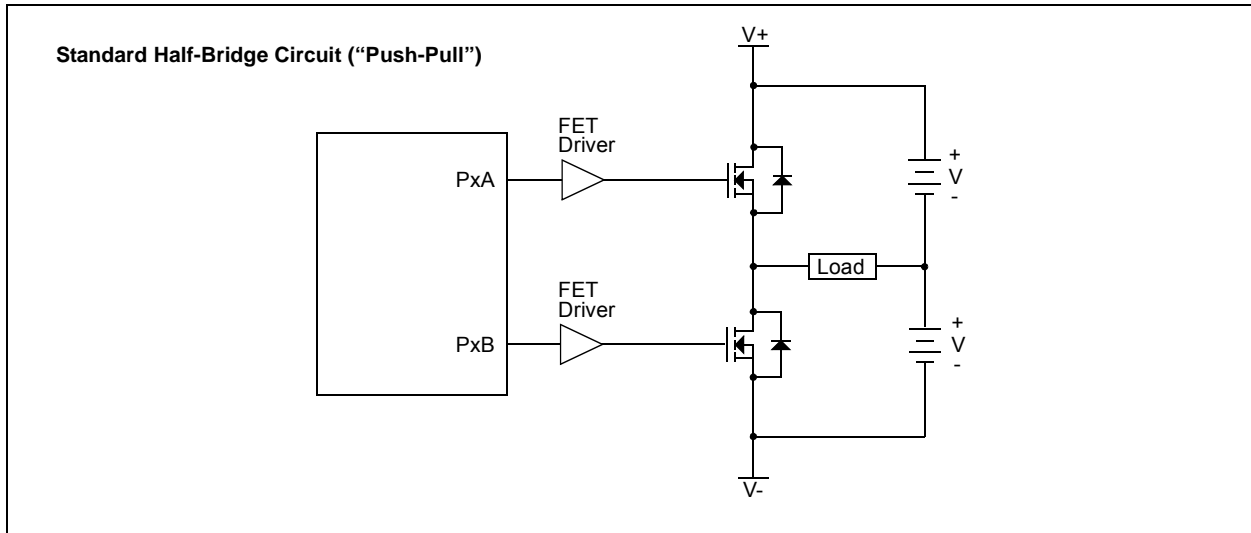 Standard Half-Bridge Circuit (“Push-Pull”)
V+
FET
Driver
PxA
+
V
-
Load
FET
Driver
PxB
+
V
-
V-